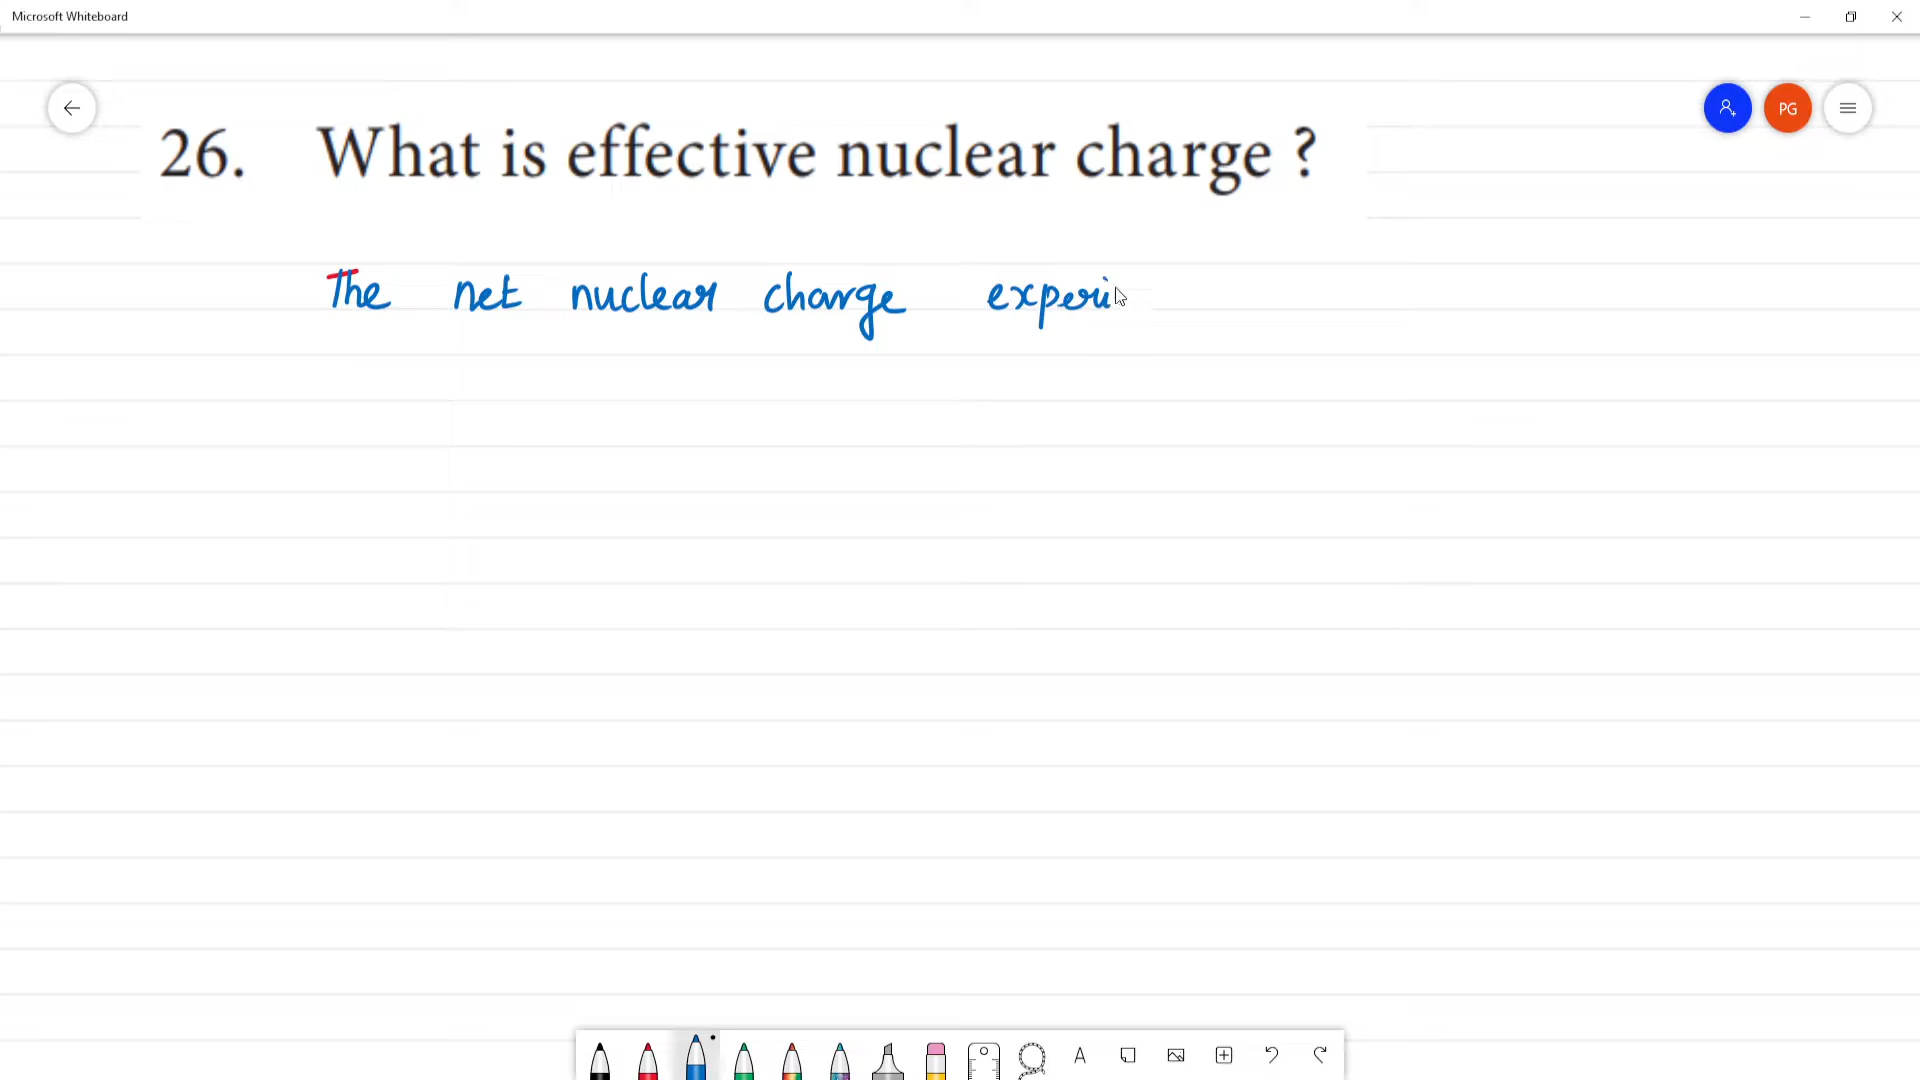 Microsoft Whiteboard
PG
26. What is effective nuclear charge ?
The net nuclear charge experi
A